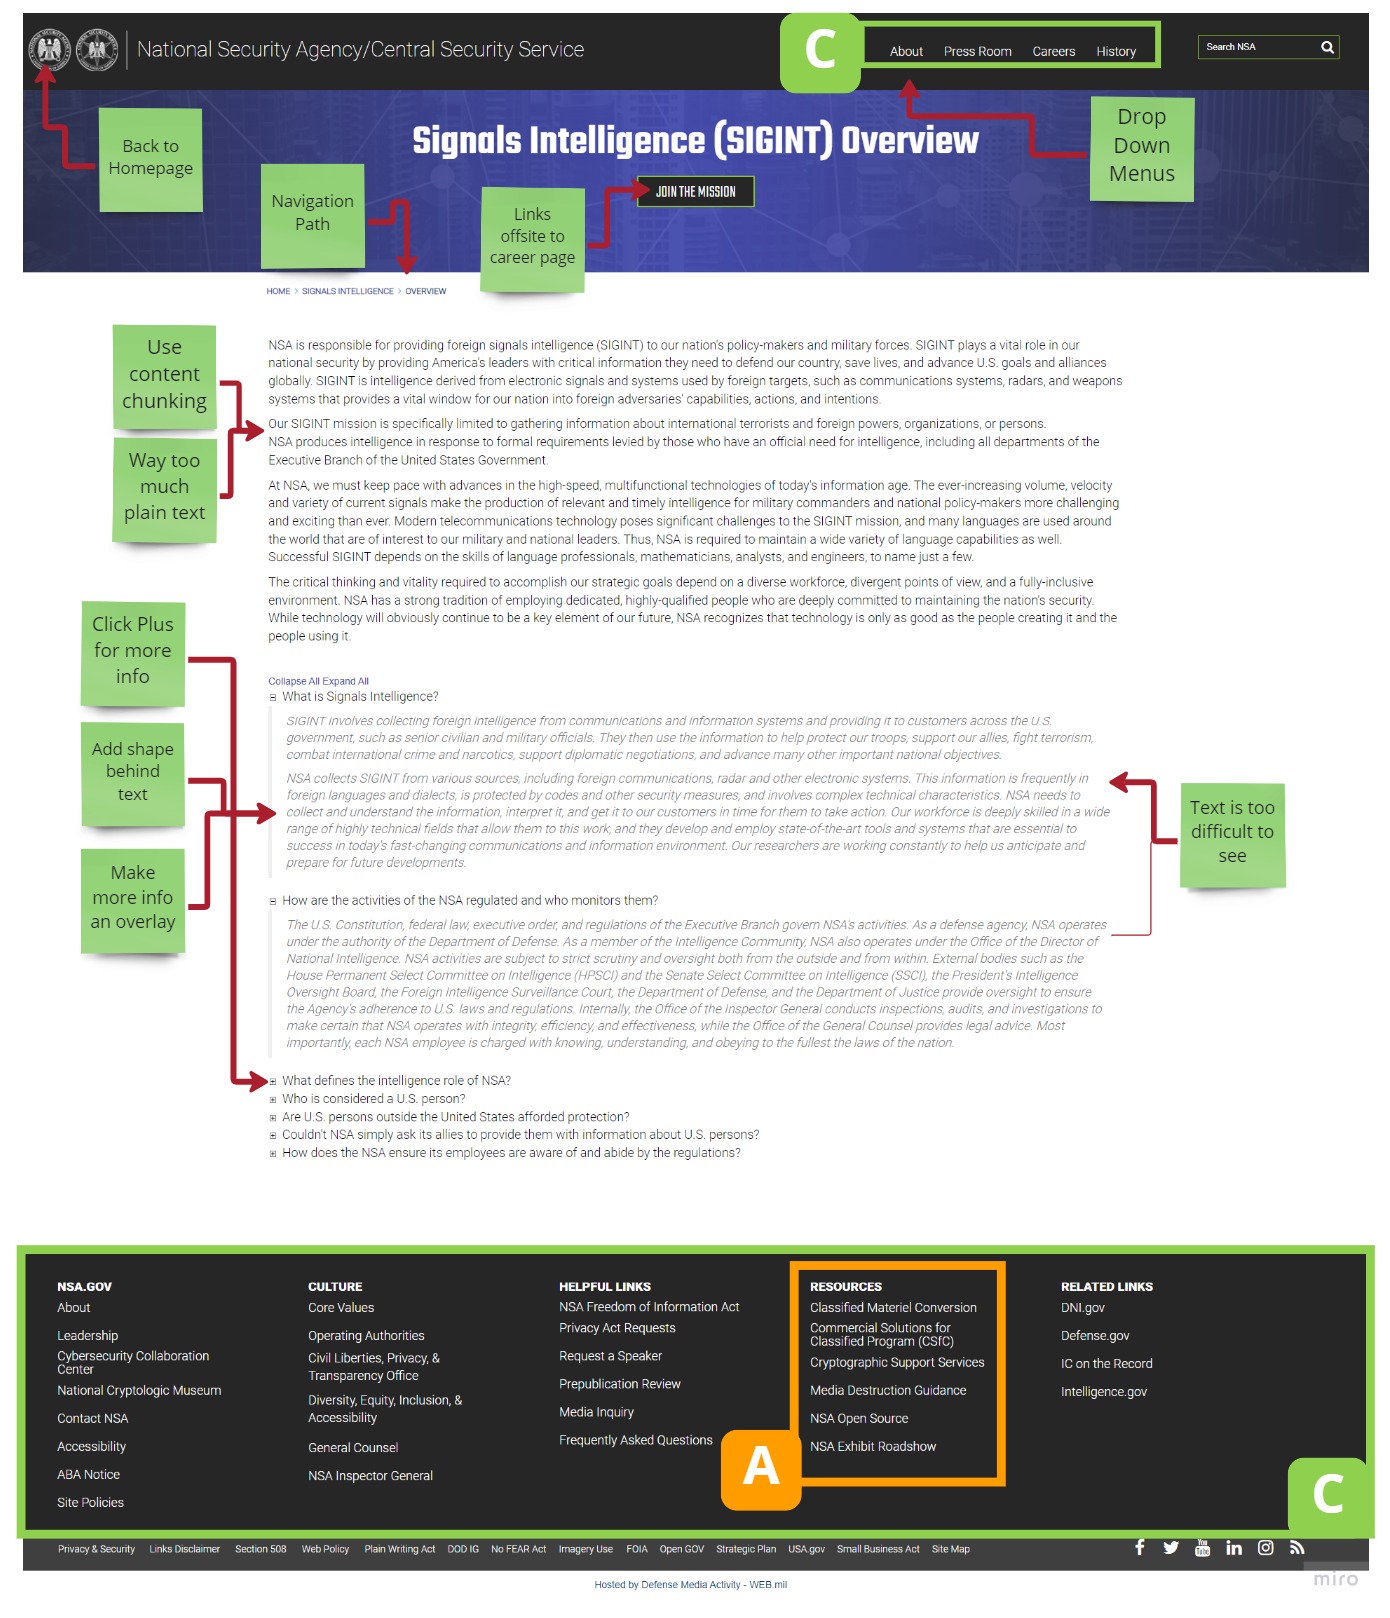 National Security Agency/Central Security Service
C
About
Press Room
Careers
History
Search NSA
Back to
Homepage
Signals Intelligence (SIGINT) Overview
JOIN THE MISSION
Drop
Down
Menus
Navigation
Path
Links
offsite to
career page
HOME > SIGNALS INTELLIGENCE > OVERVIEW
Use
content
chunking
Way too
much
plain text
NSA is responsible for providing foreign signals intelligence (SIGINT) to our nation's policy-makers and military forces. SIGINT plays a vital role in our
national security by providing America's leaders with critical information they need to defend our country, save lives, and advance U.S. goals and alliances
globally. SIGINT is intelligence derived from electronic signals and systems used by foreign targets, such as communications systems, radars, and weapons
systems that provides a vital window for our nation into foreign adversaries' capabilities, actions, and intentions.
Our SIGINT mission is specifically limited to gathering information about international terrorists and foreign powers, organizations, or persons.
NSA produces intelligence in response to formal requirements levied by those who have an official need for intelligence, including all departments of the
Executive Branch of the United States Government.
At NSA, we must keep pace with advances in the high-speed, multifunctional technologies of today's information age. The ever-increasing volume, velocity
and variety of current signals make the production of relevant and timely intelligence for military commanders and national policy-makers more challenging
and exciting than ever. Modern telecommunications technology poses significant challenges to the SIGINT mission, and many languages are used around
the world that are of interest to our military and national leaders. Thus, NSA is required to maintain a wide variety of language capabilities as well.
Successful SIGINT depends on the skills of language professionals, mathematicians, analysts, and engineers, to name just a few.
The critical thinking and vitality required to accomplish our strategic goals depend on a diverse workforce, divergent points of view, and a fully-inclusive
environment. NSA has a strong tradition of employing dedicated, highly-qualified people who are deeply committed to maintaining the nation's security.
While technology will obviously continue to be a key element of our future, NSA recognizes that technology is only as good as the people creating it and the
people using it.
Click Plus
for more
info
Add shape
behind
text
Make
more info
an overlay
Collapse All Expand All
What is Signals Intelligence?
SIGINT involves collecting foreign intelligence from communications and information systems and providing it to customers across the U.S.
government, such as senior civilian and military officials. They then use the information to help protect our troops, support our allies, fight terrorism,
combat international crime and narcotics, support diplomatic negotiations, and advance many other important national objectives.
NSA collects SIGINT from various sources, including foreign communications, radar and other electronic systems. This information is frequently in
foreign languages and dialects, is protected by codes and other security measures, and involves complex technical characteristics. NSA needs to
collect and understand the information, interpret it, and get it to our customers in time for them to take action. Our workforce is deeply skilled in a wide
range of highly technical fields that allow them to this work, and they develop and employ state-of-the-art tools and systems that are essential to
success in today's fast-changing communications and information environment. Our researchers are working constantly to help us anticipate and
prepare for future developments.
Text is too
difficult to
see
How are the activities of the NSA regulated and who monitors them?
The U.S. Constitution, federal law, executive order, and regulations of the Executive Branch govern NSA's activities. As a defense agency, NSA operates
under the authority of the Department of Defense. As a member of the Intelligence Community, NSA also operates under the Office of the Director of
National Intelligence. NSA activities are subject to strict scrutiny and oversight both from the outside and from within. External bodies such as the
House Permanent Select Committee on Intelligence (HPSCI) and the Senate Select Committee on Intelligence (SSCI), the President's Intelligence
Oversight Board, the Foreign Intelligence Surveillance Court, the Department of Defense, and the Department of Justice provide oversight to ensure
the Agency's adherence to U.S. laws and regulations. Internally, the Office of the Inspector General conducts inspections, audits, and investigations to
make certain that NSA operates with integrity, efficiency, and effectiveness, while the Office of the General Counsel provides legal advice. Most
importantly, each NSA employee is charged with knowing, understanding, and obeying to the fullest the laws of the nation.
What defines the intelligence role of NSA?
Who is considered a U.S. person?
Are U.S. persons outside the United States afforded protection?
Couldn't NSA simply ask its allies to provide them with information about U.S. persons?
How does the NSA ensure its employees are aware of and abide by the regulations?
NSA.GOV
About
Leadership
Cybersecurity Collaboration
Center
National Cryptologic Museum
Contact NSA
Accessibility
ABA Notice
Site Policies
CULTURE
Core Values
Operating Authorities
Civil Liberties, Privacy, &
Transparency Office
Diversity, Equity, Inclusion, &
Accessibility
General Counsel
NSA Inspector General
HELPFUL LINKS
NSA Freedom of Information Act
Privacy Act Requests
Request a Speaker
Prepublication Review
Media Inquiry
Frequently Asked Questions
A
RESOURCES
Classified Materiel Conversion
Commercial Solutions for
Classified Program (CSfC)
Cryptographic Support Services
Media Destruction Guidance
NSA Open Source
NSA Exhibit Roadshow
RELATED LINKS
DNI.gov
Defense.gov
IC on the Record
Intelligence.gov
C
Privacy & Security Links Disclaimer Section 508 Web Policy Plain Writing Act DOD IG No FEAR Act Imagery Use FOIA Open GOV Strategic Plan USA.gov Small Business Act Site Map
You Tube
Hosted by Defense Media Activity - WEB.mil
miro